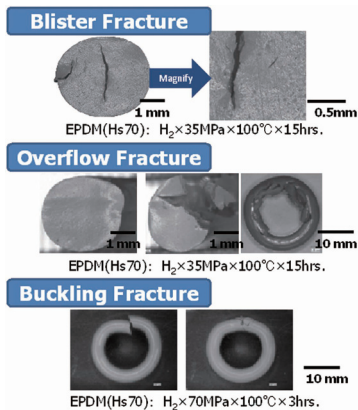 Blister Fracture
Magnify
1 mm
0.5mm
EPDM(Hs70): H₂×35MPa×100℃×15hrs.
Overflow Fracture
1 mm
1 mm
10 mm
EPDM(Hs70): H₂×35MPa×100℃×15hrs.
Buckling Fracture
10 mm
EPDM(Hs70): H₂×70MPa×100℃×3hrs.